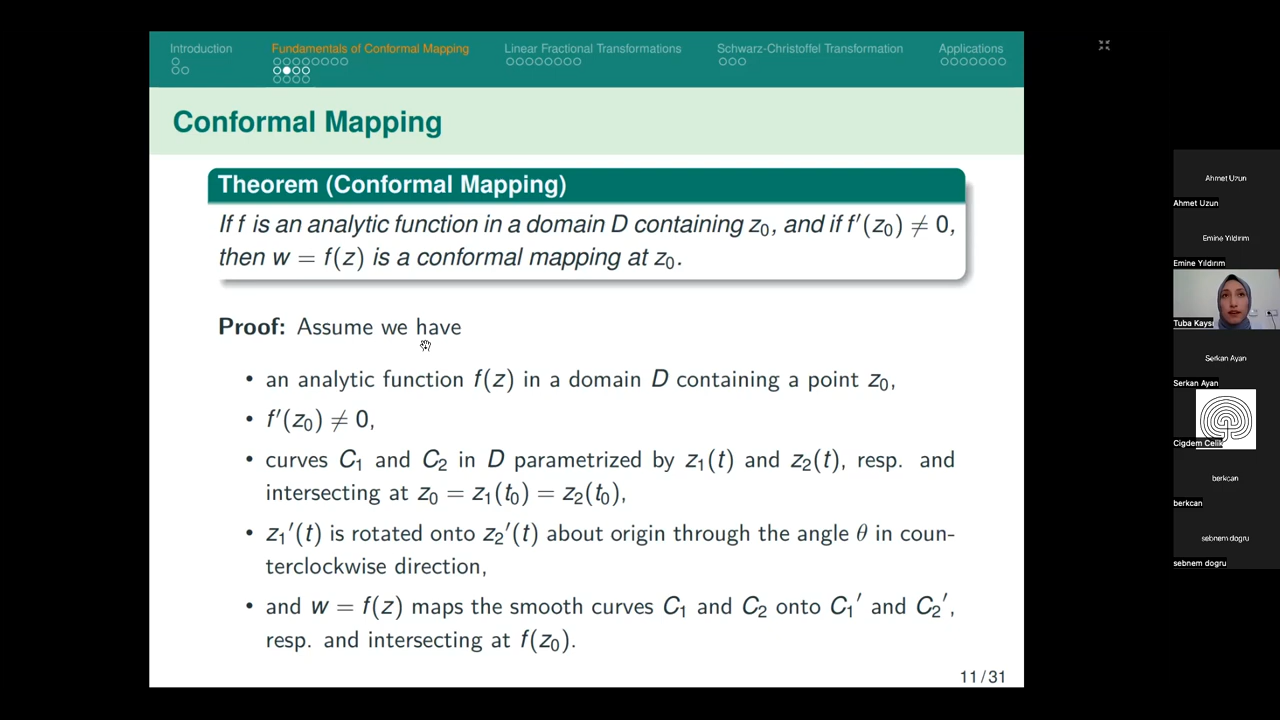 Introduction
Fundamentals of Conformal Mapping
Linear Fractional Transformations
Schwarz-Christoffel Transformation
Applications
Conformal Mapping
Theorem (Conformal Mapping)
If f is an analytic function in a domain D containing z₀, and if f′(z₀) ≠ 0,
then w = f(z) is a conformal mapping at z₀.
Proof: Assume we have
• an analytic function f(z) in a domain D containing a point z₀,
• f′(z₀) ≠ 0,
• curves C₁ and C₂ in D parametrized by z₁(t) and z₂(t), resp. and
intersecting at z₀ = z₁(t₀) = z₂(t₀),
• z₁′(t) is rotated onto z₂′(t) about origin through the angle θ in coun-
terclockwise direction,
• and w = f(z) maps the smooth curves C₁ and C₂ onto C₁′ and C₂′,
resp. and intersecting at f(z₀).
11 / 31
Ahmet Uzun
Ahmet Uzun
Emine Yıldırım
Emine Yıldırım
Tuba Kaysı
Serkan Ayan
Serkan Ayan
Cigdem Celik
berkcan
berkcan
sebnem dogru
sebnem dogru